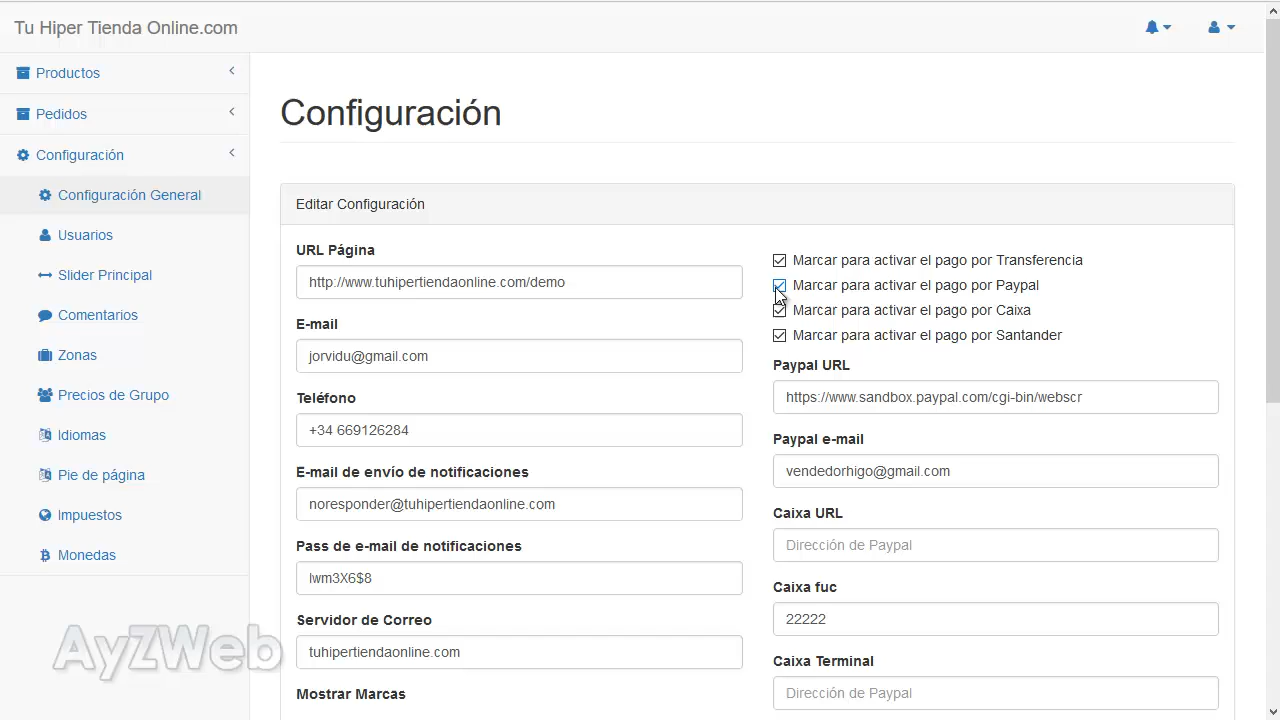 Tu Hiper Tienda Online.com
Productos
Pedidos
Configuración
Configuración General
Usuarios
Slider Principal
Comentarios
Zonas
Precios de Grupo
Idiomas
Pie de página
Impuestos
Monedas
AyZWeb
Configuración
Editar Configuración
URL Página
http://www.tuhipertiendaonline.com/demo
E-mail
jorvidu@gmail.com
Teléfono
+34 669126284
E-mail de envío de notificaciones
noresponder@tuhipertiendaonline.com
Pass de e-mail de notificaciones
lwm3X6$8
Servidor de Correo
tuhipertiendaonline.com
Mostrar Marcas
Marcar para activar el pago por Transferencia
Marcar para activar el pago por Paypal
Marcar para activar el pago por Caixa
Marcar para activar el pago por Santander
Paypal URL
https://www.sandbox.paypal.com/cgi-bin/webscr
Paypal e-mail
vendedorhigo@gmail.com
Caixa URL
Dirección de Paypal
Caixa fuc
22222
Caixa Terminal
Dirección de Paypal